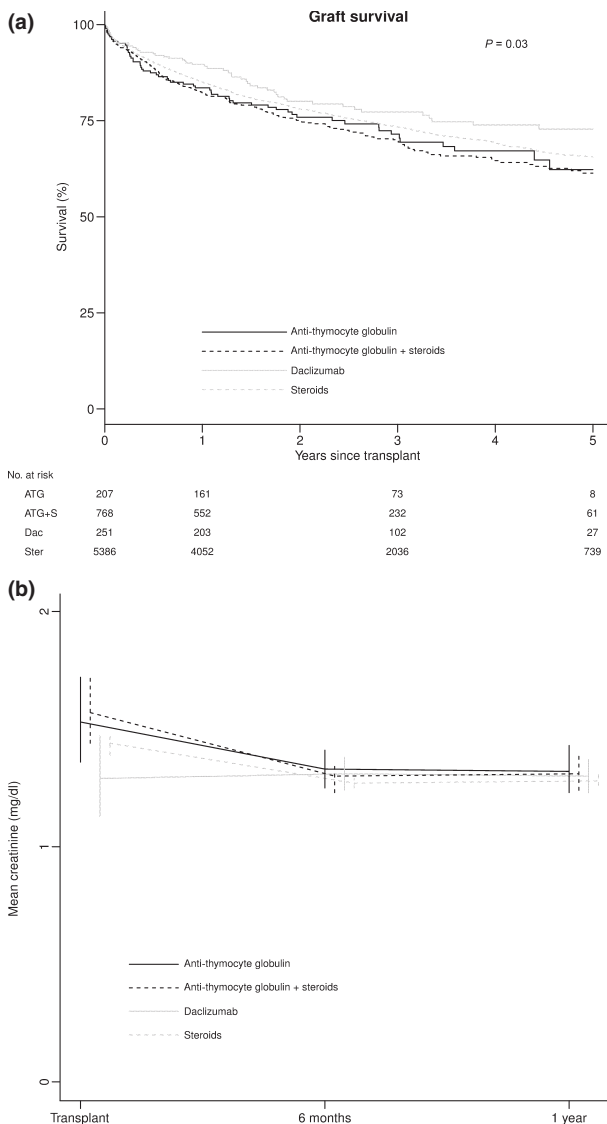 (a)
Graft survival
P = 0.03
100
75
50
25
0
Survival (%)
Anti-thymocyte globulin
Anti-thymocyte globulin + steroids
Daclizumab
Steroids
0 1 2 3 4 5
Years since transplant
No. at risk
ATG 207 161 73 8
ATG+S 768 552 232 61
Dac 251 203 102 27
Ster 5386 4052 2036 739
(b)
2
1
0
Mean creatinine (mg/dl)
Anti-thymocyte globulin
Anti-thymocyte globulin + steroids
Daclizumab
Steroids
Transplant 6 months 1 year